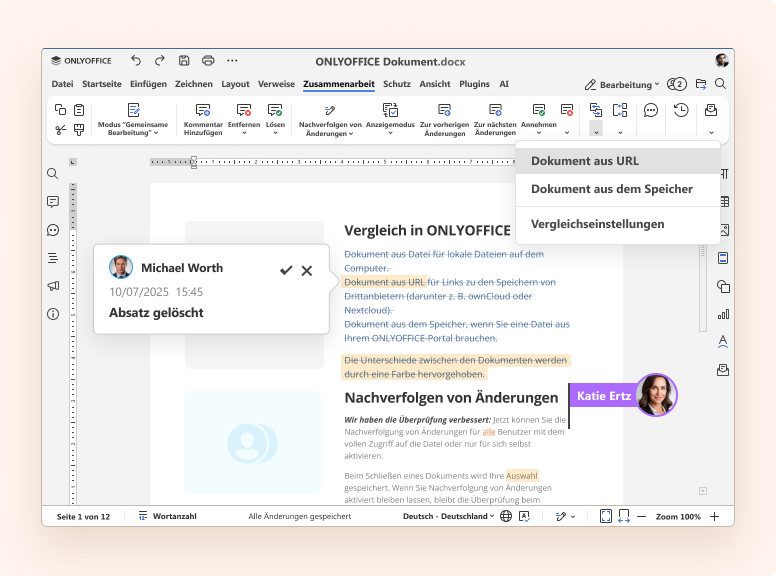 ONLYOFFICE
ONLYOFFICE Dokument.docx
Datei Startseite Einfügen Zeichnen Layout Verweise Zusammenarbeit Schutz Ansicht Plugins AI
Bearbeitung
2
Modus "Gemeinsame Bearbeitung"
Kommentar Hinzufügen
Entfernen
Lösen
Nachverfolgen von Änderungen
Anzeigemodus
Zur vorherigen Änderungen
Zur nächsten Änderungen
Annehmen
Dokument aus URL
Dokument aus dem Speicher
Vergleichseinstellungen
Vergleich in ONLYOFFICE
Dokument aus Datei für lokale Dateien auf dem
Computer.
Dokument aus URL für Links zu den Speichern von
Drittanbietern (darunter z. B. ownCloud oder
Nextcloud).
Dokument aus dem Speicher, wenn Sie eine Datei aus
Ihrem ONLYOFFICE-Portal brauchen.
Die Unterschiede zwischen den Dokumenten werden
durch eine Farbe hervorgehoben.
Michael Worth
10/07/2025 15:45
Absatz gelöscht
Nachverfolgen von Änderungen
Katie Ertz
Wir haben die Überprüfung verbessert: Jetzt können Sie die
Nachverfolgung von Änderungen für alle Benutzer mit dem
vollen Zugriff auf die Datei oder nur für sich selbst
aktivieren.
Beim Schließen eines Dokuments wird Ihre Auswahl
gespeichert. Wenn Sie Nachverfolgung von Änderungen
aktiviert bleiben lassen, bleibt die Überprüfung beim
Seite 1 von 12
Wortanzahl
Alle Änderungen gespeichert
Deutsch - Deutschland
Zoom 100%